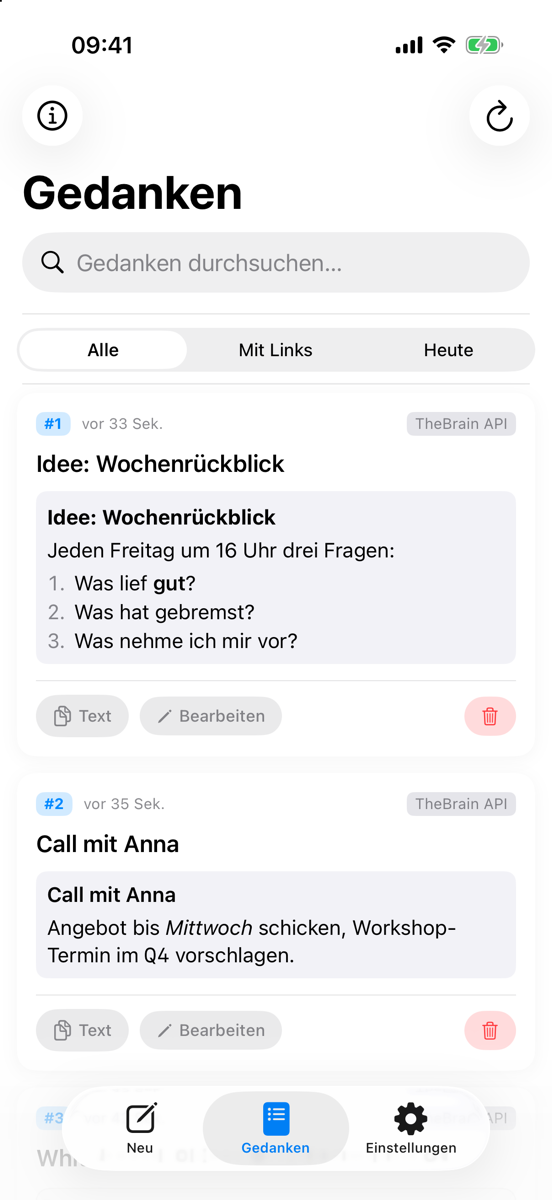 09:41
Gedanken
Gedanken durchsuchen...
Alle Mit Links Heute
#1 vor 33 Sek. TheBrain API
Idee: Wochenrückblick
Idee: Wochenrückblick
Jeden Freitag um 16 Uhr drei Fragen:
1. Was lief gut?
2. Was hat gebremst?
3. Was nehme ich mir vor?
Text Bearbeiten
#2 vor 35 Sek. TheBrain API
Call mit Anna
Call mit Anna
Angebot bis Mittwoch schicken, Workshop-
Termin im Q4 vorschlagen.
Text Bearbeiten
#3 API
Neu Gedanken Einstellungen